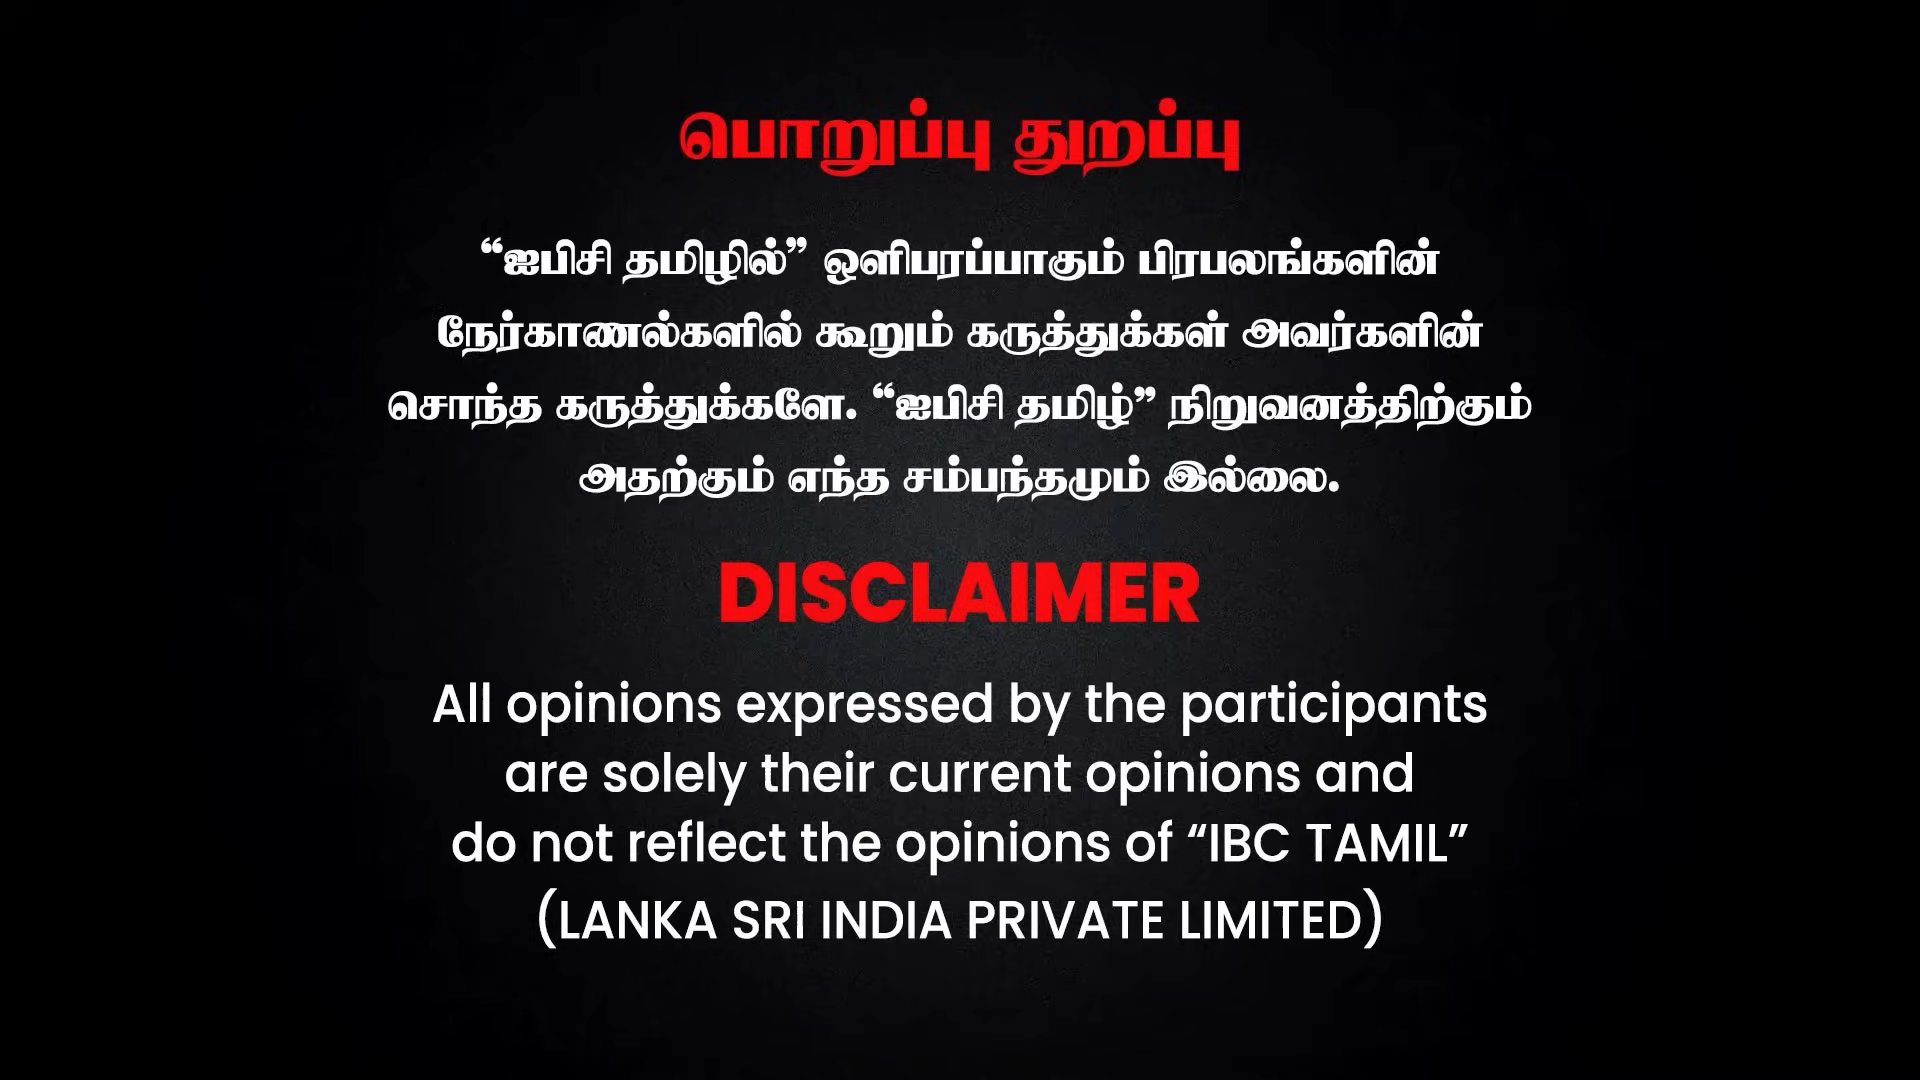 பொறுப்பு துறப்பு
“ஐபிசி தமிழில்” ஒளிபரப்பாகும் பிரபலங்களின்
நேர்காணல்களில் கூறும் கருத்துக்கள் அவர்களின்
சொந்த கருத்துக்களே. “ஐபிசி தமிழ்” நிறுவனத்திற்கும்
அதற்கும் எந்த சம்பந்தமும் இல்லை.
DISCLAIMER
All opinions expressed by the participants
are solely their current opinions and
do not reflect the opinions of “IBC TAMIL”
(LANKA SRI INDIA PRIVATE LIMITED)